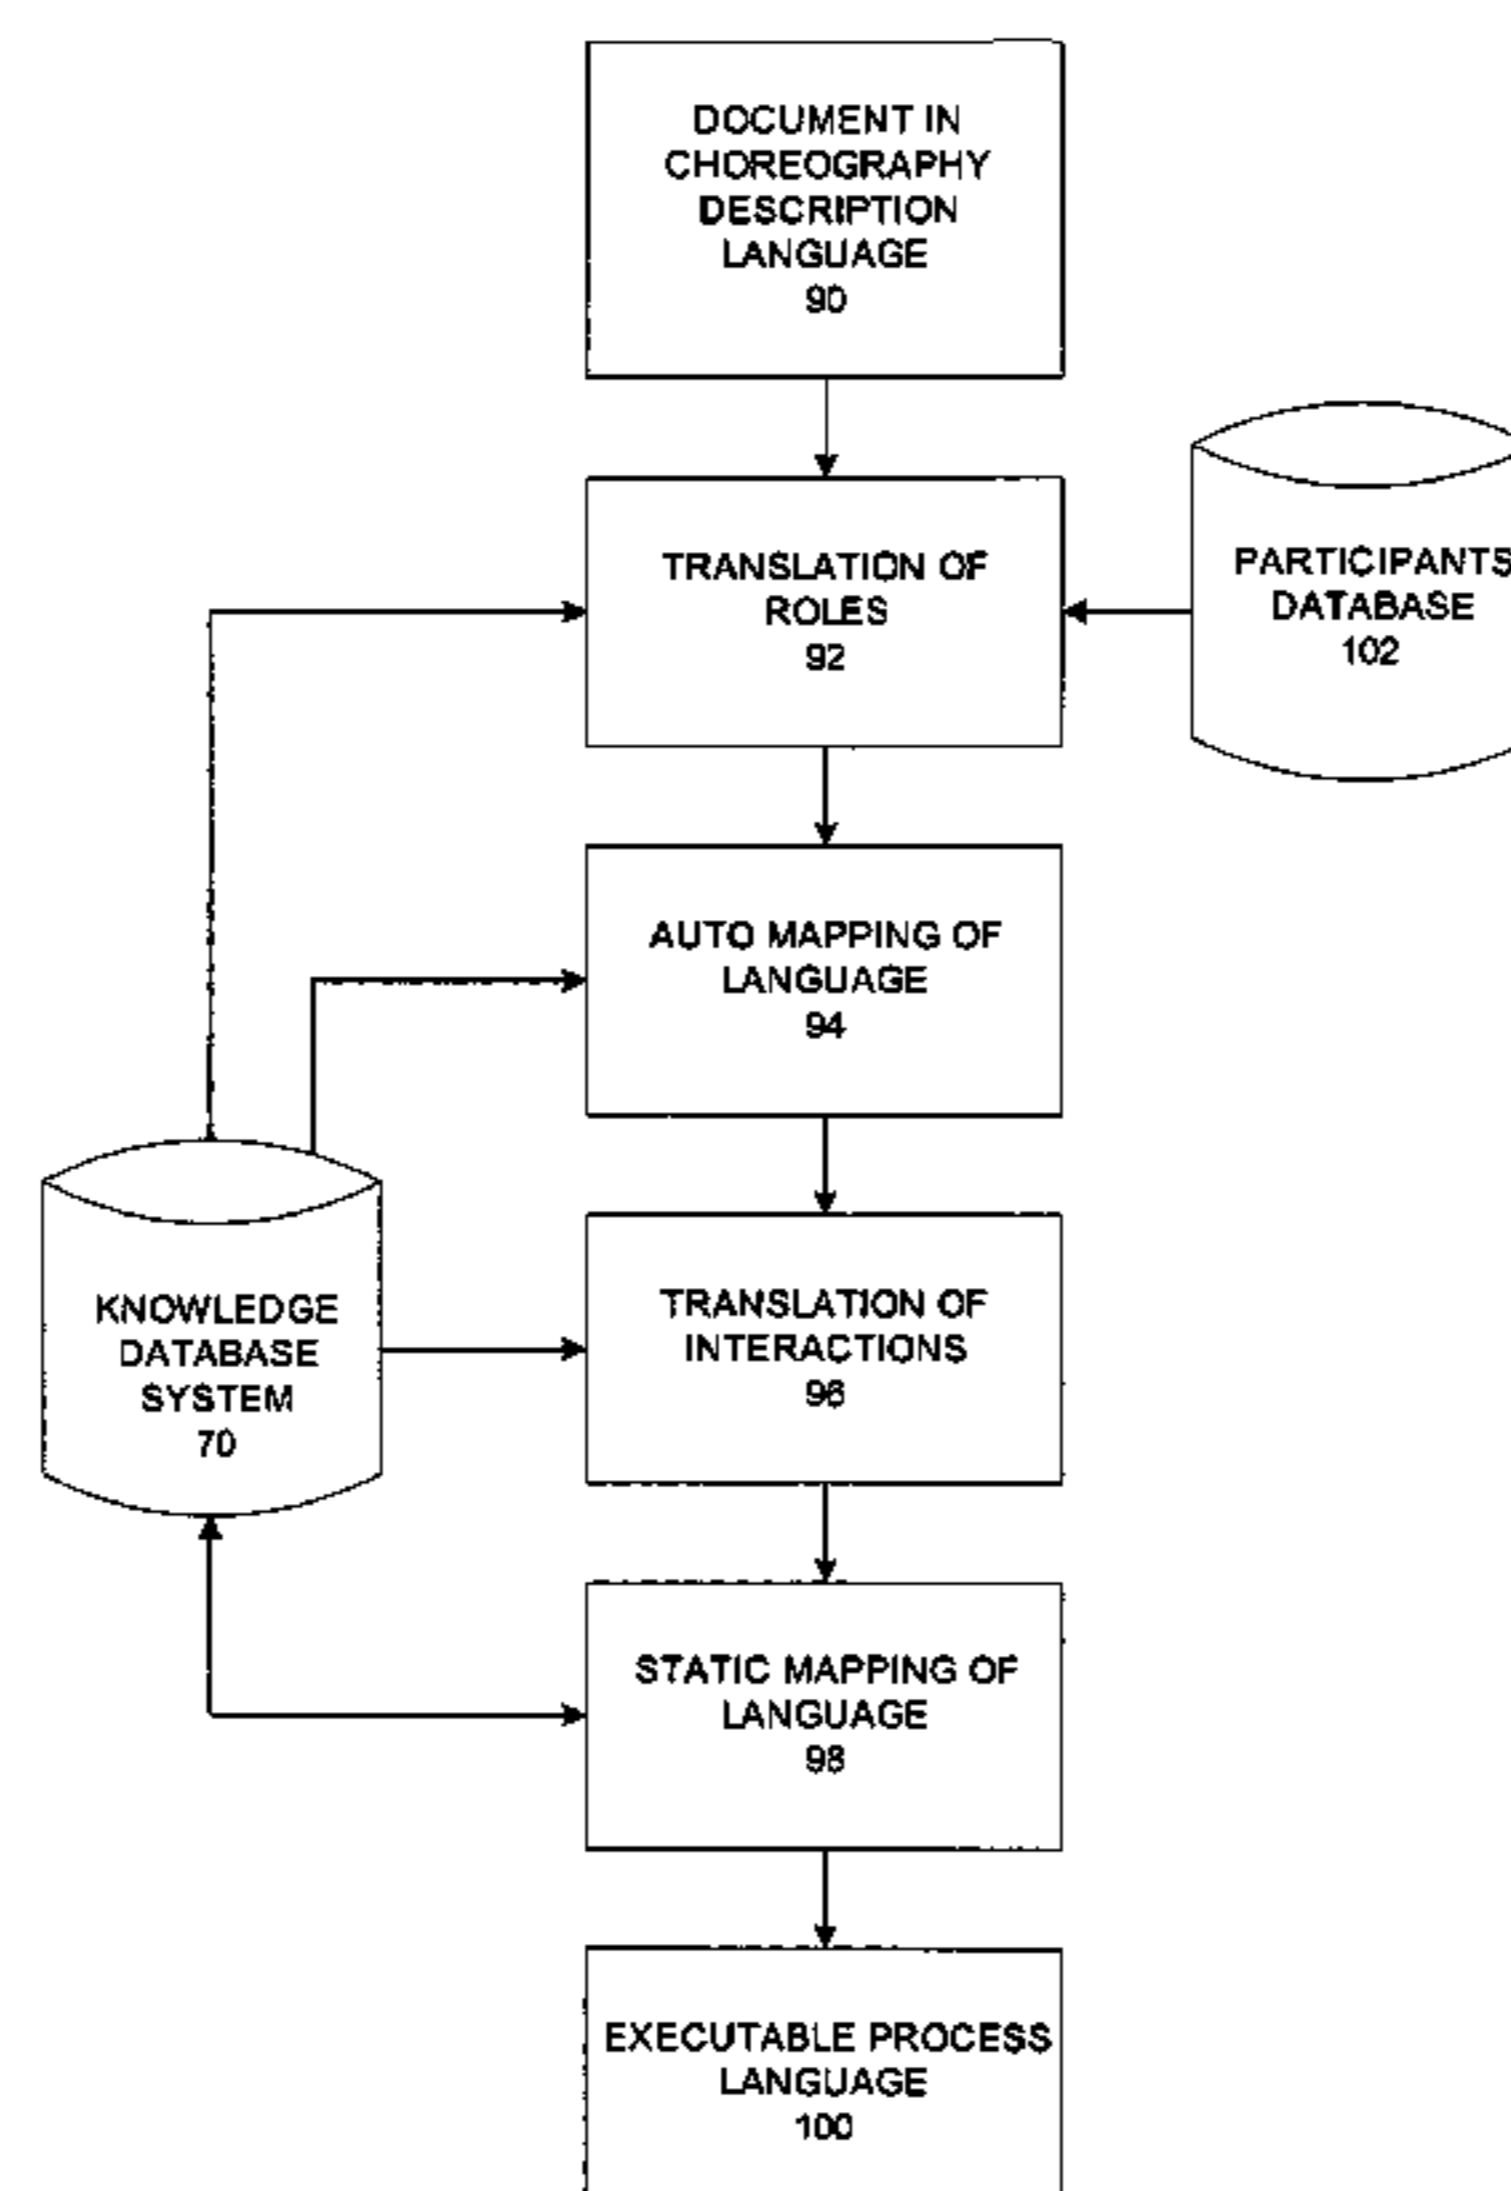 DOCUMENT IN
CHOREOGRAPHY
DESCRIPTION
LANGUAGE
90
TRANSLATION OF
ROLES
92
PARTICIPANTS
DATABASE
102
AUTO MAPPING OF
LANGUAGE
94
KNOWLEDGE
DATABASE
SYSTEM
70
TRANSLATION OF
INTERACTIONS
96
STATIC MAPPING OF
LANGUAGE
98
EXECUTABLE PROCESS
LANGUAGE
100